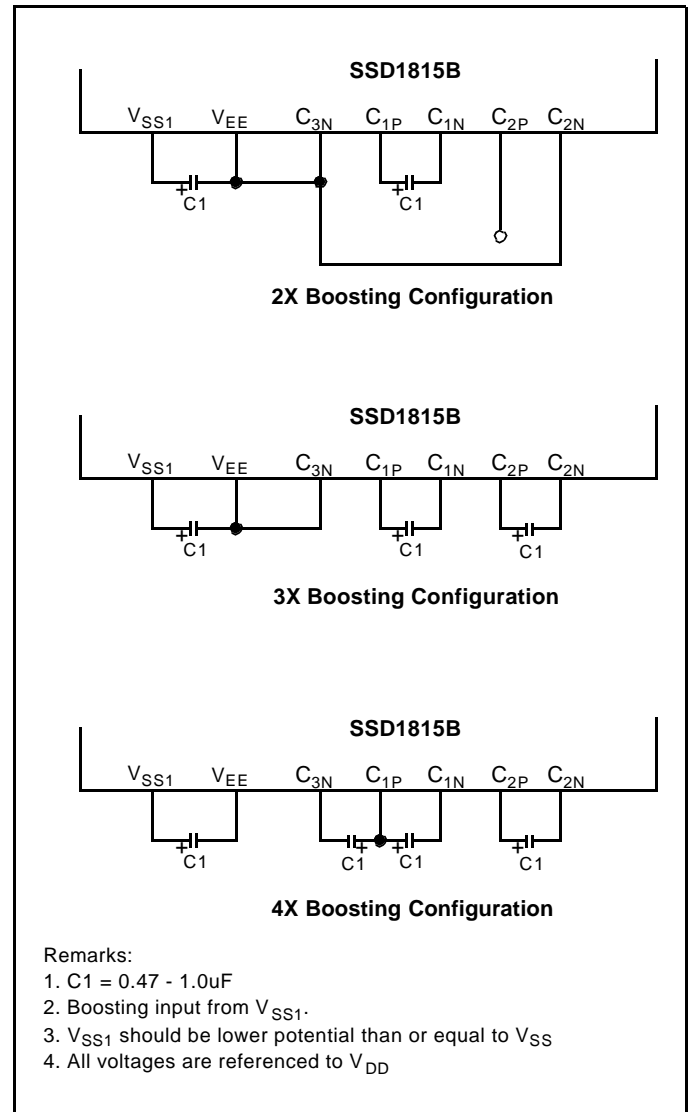 SSD1815B
VSS1 VEE C3N C1P C1N C2P C2N
+ C1 + C1
2X Boosting Configuration
SSD1815B
VSS1 VEE C3N C1P C1N C2P C2N
+ C1 + C1 + C1
3X Boosting Configuration
SSD1815B
VSS1 VEE C3N C1P C1N C2P C2N
+ C1 C1 + + C1 + C1
4X Boosting Configuration
Remarks:
1. C1 = 0.47 - 1.0uF
2. Boosting input from VSS1.
3. VSS1 should be lower potential than or equal to VSS
4. All voltages are referenced to VDD